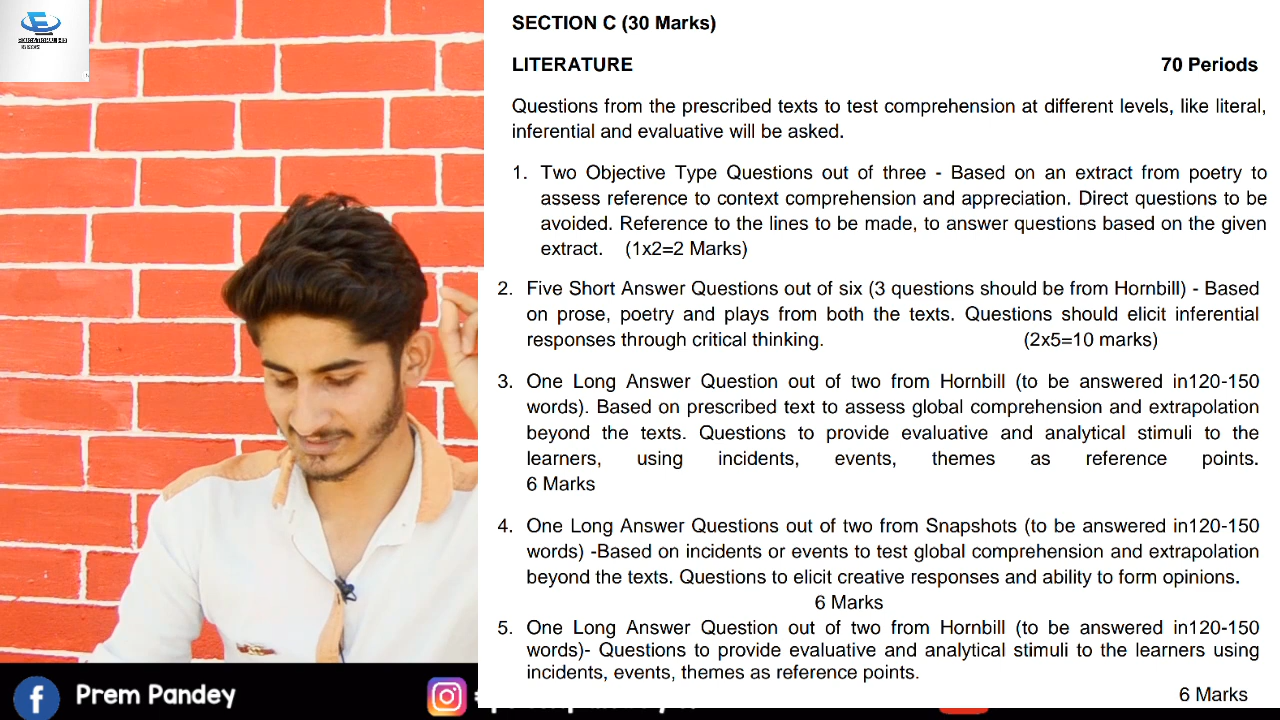 SECTION C (30 Marks)
LITERATURE 70 Periods
Questions from the prescribed texts to test comprehension at different levels, like literal,
inferential and evaluative will be asked.
1. Two Objective Type Questions out of three - Based on an extract from poetry to
assess reference to context comprehension and appreciation. Direct questions to be
avoided. Reference to the lines to be made, to answer questions based on the given
extract. (1x2=2 Marks)
2. Five Short Answer Questions out of six (3 questions should be from Hornbill) - Based
on prose, poetry and plays from both the texts. Questions should elicit inferential
responses through critical thinking. (2x5=10 marks)
3. One Long Answer Question out of two from Hornbill (to be answered in120-150
words). Based on prescribed text to assess global comprehension and extrapolation
beyond the texts. Questions to provide evaluative and analytical stimuli to the
learners, using incidents, events, themes as reference points.
6 Marks
4. One Long Answer Questions out of two from Snapshots (to be answered in120-150
words) -Based on incidents or events to test global comprehension and extrapolation
beyond the texts. Questions to elicit creative responses and ability to form opinions.
6 Marks
5. One Long Answer Question out of two from Hornbill (to be answered in120-150
words)- Questions to provide evaluative and analytical stimuli to the learners using
incidents, events, themes as reference points.
6 Marks
Prem Pandey